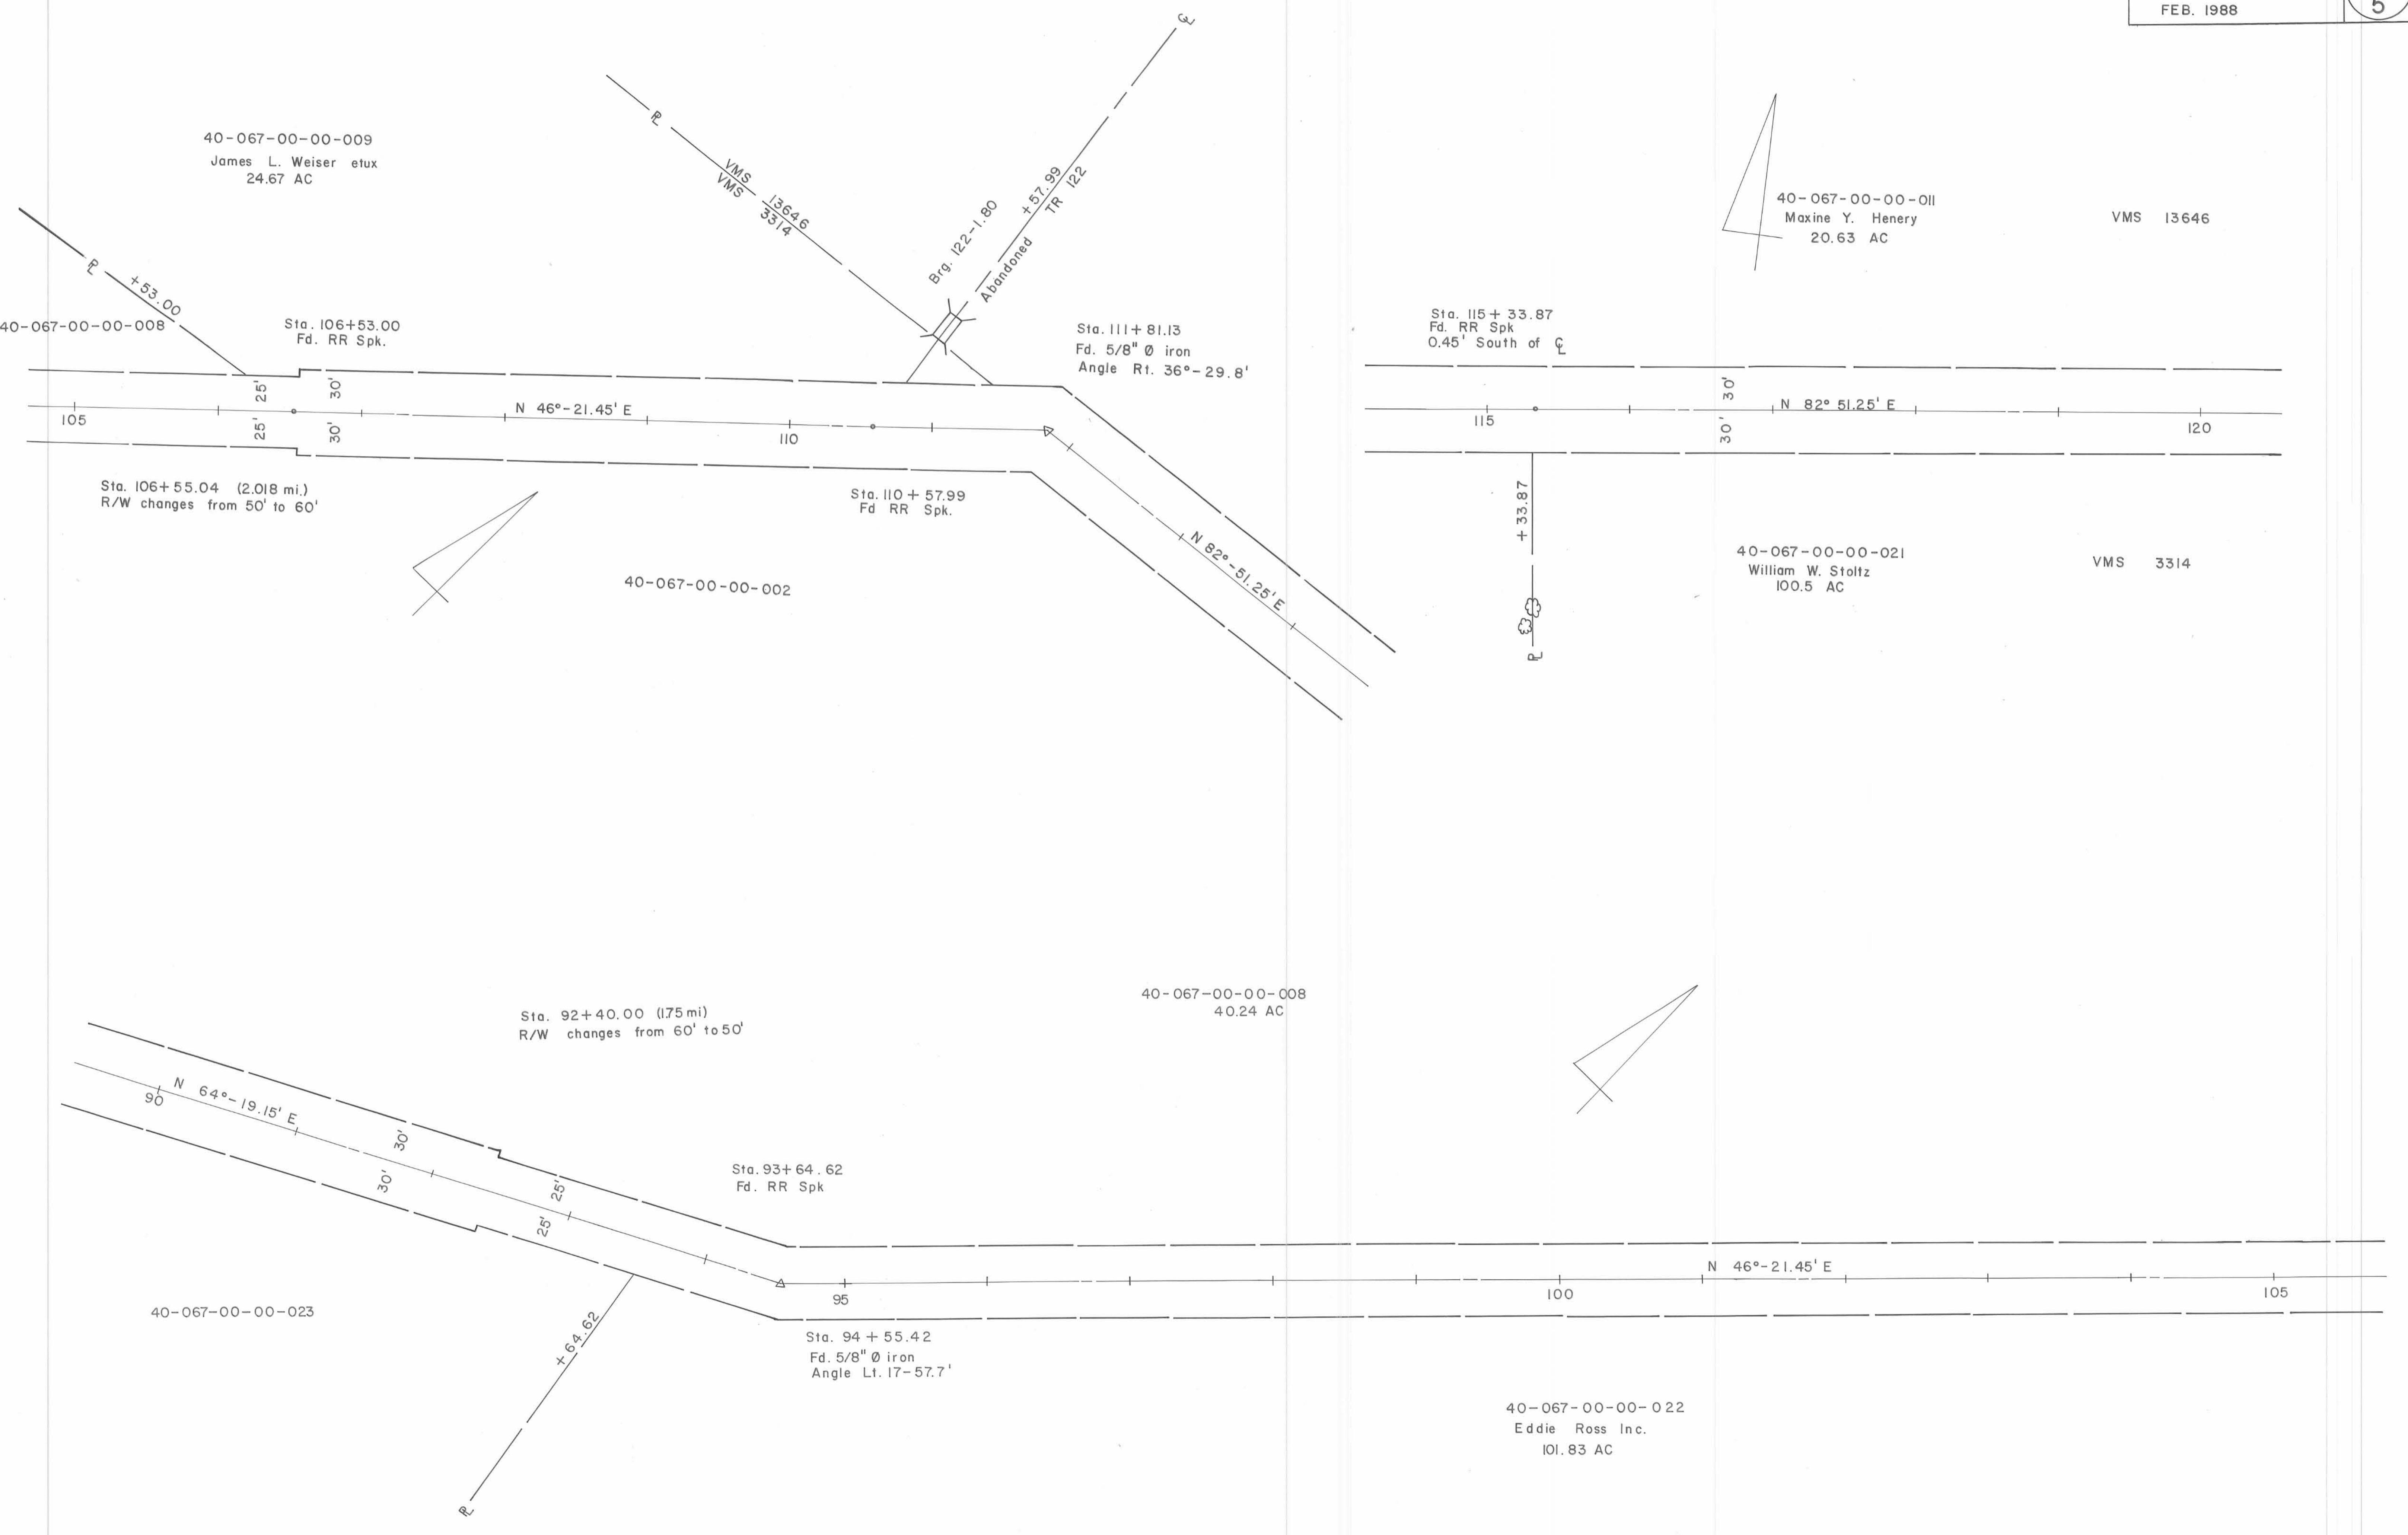 FEB. 1988
5
40-067-00-00-009
James L. Weiser etux
24.67 AC
℄
℄
VMS 13646
VMS 3314
Brg. 122-1.80
+57.99
Abandoned TR 122
40-067-00-00-011
Maxine Y. Henery
20.63 AC
VMS 13646
℄
+53.00
40-067-00-00-008
Sta. 106+53.00
Fd. RR Spk.
Sta. 111+81.13
Fd. 5/8" Ø iron
Angle Rt. 36°-29.8'
Sta. 115+33.87
Fd. RR Spk
0.45' South of ℄
25'
30'
N 46°-21.45' E
105
25'
30'
110
30'
N 82° 51.25' E
115
30'
120
Sta. 106+55.04 (2.018 mi.)
R/W changes from 50' to 60'
Sta. 110+57.99
Fd RR Spk.
+33.87
N 82°-51.25' E
40-067-00-00-002
40-067-00-00-021
William W. Stoltz
100.5 AC
VMS 3314
PL
40-067-00-00-008
40.24 AC
Sta. 92+40.00 (1.75 mi)
R/W changes from 60' to 50'
N 64°-19.15' E
90
30'
30'
25'
25'
Sta. 93+64.62
Fd. RR Spk
N 46°-21.45' E
95
100
105
40-067-00-00-023
+64.62
Sta. 94+55.42
Fd. 5/8" Ø iron
Angle Lt. 17-57.7'
40-067-00-00-022
Eddie Ross Inc.
101.83 AC
PL